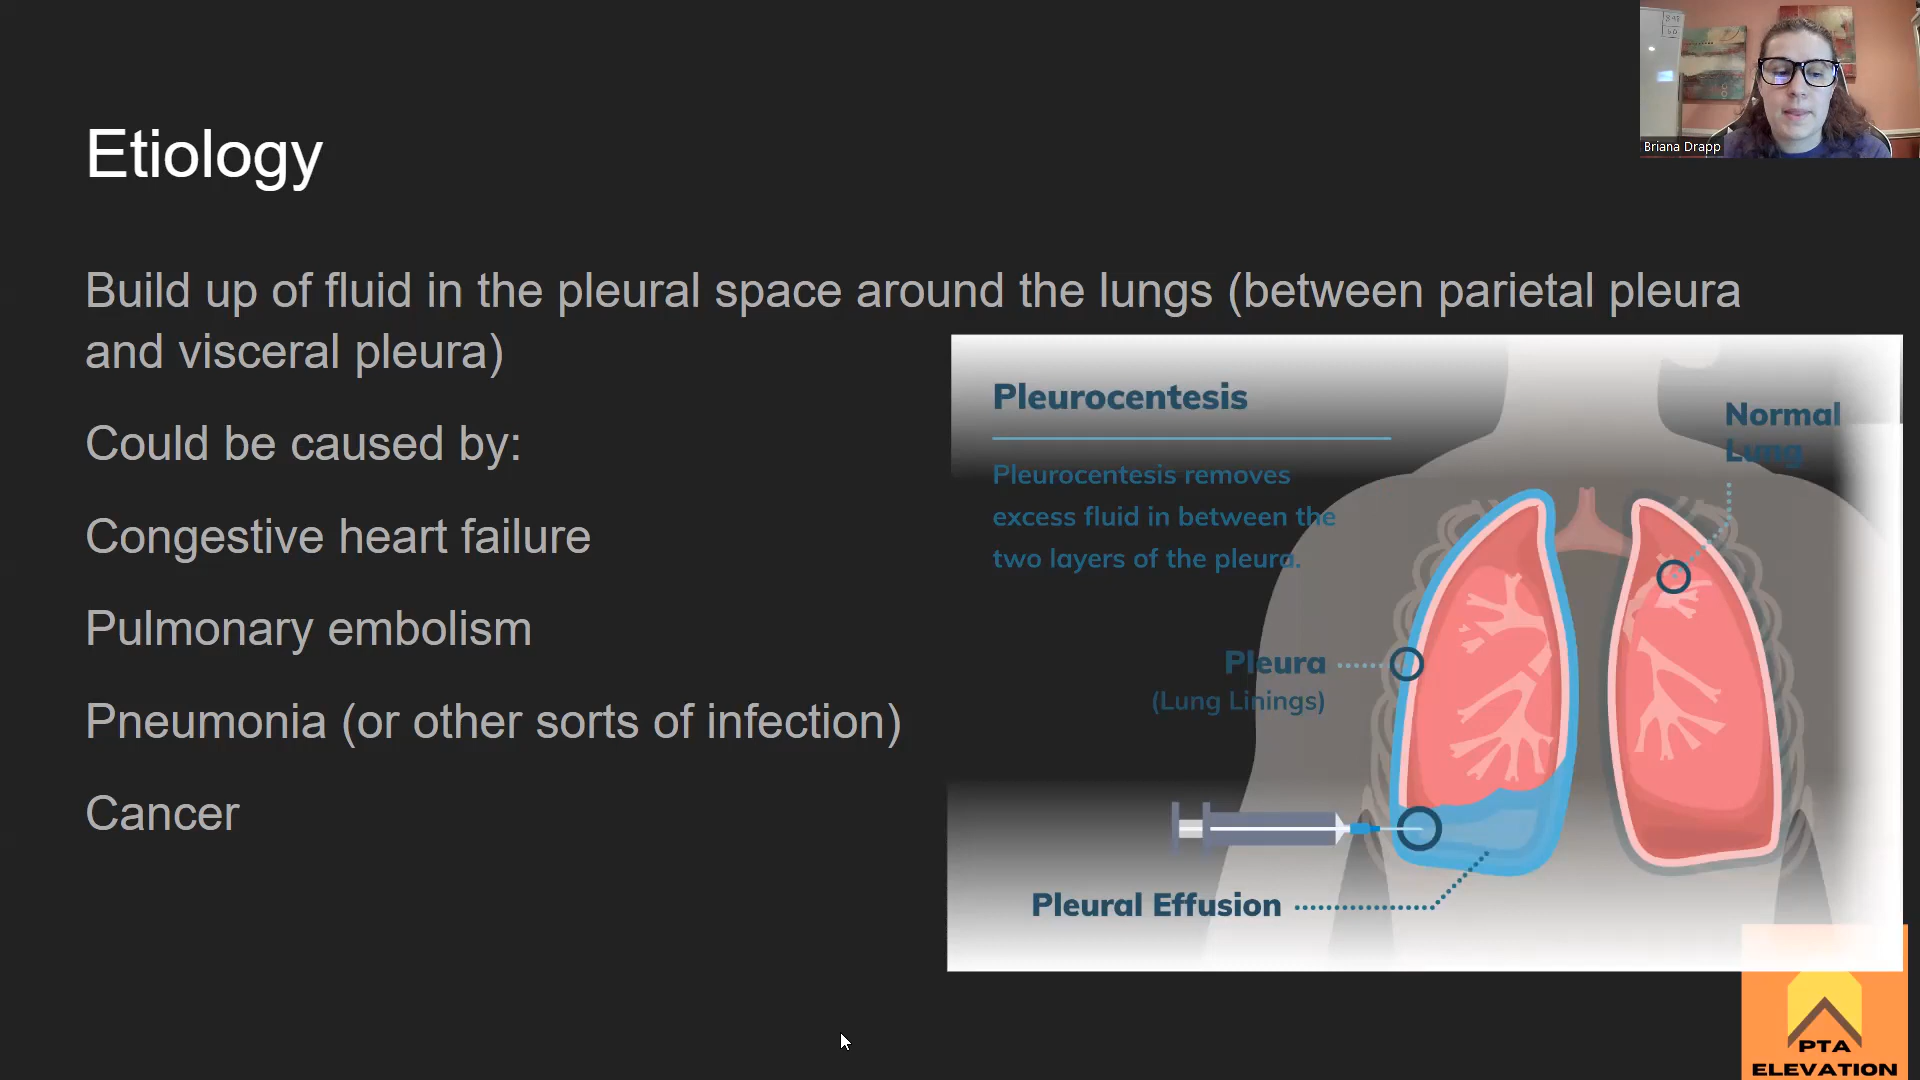 Etiology
Briana Drapp
Build up of fluid in the pleural space around the lungs (between parietal pleura
and visceral pleura)
Could be caused by:
Congestive heart failure
Pulmonary embolism
Pneumonia (or other sorts of infection)
Cancer
Pleurocentesis
Pleurocentesis removes
excess fluid in between the
two layers of the pleura.
Normal
Lung
Pleura
(Lung Linings)
Pleural Effusion
PTA
ELEVATION